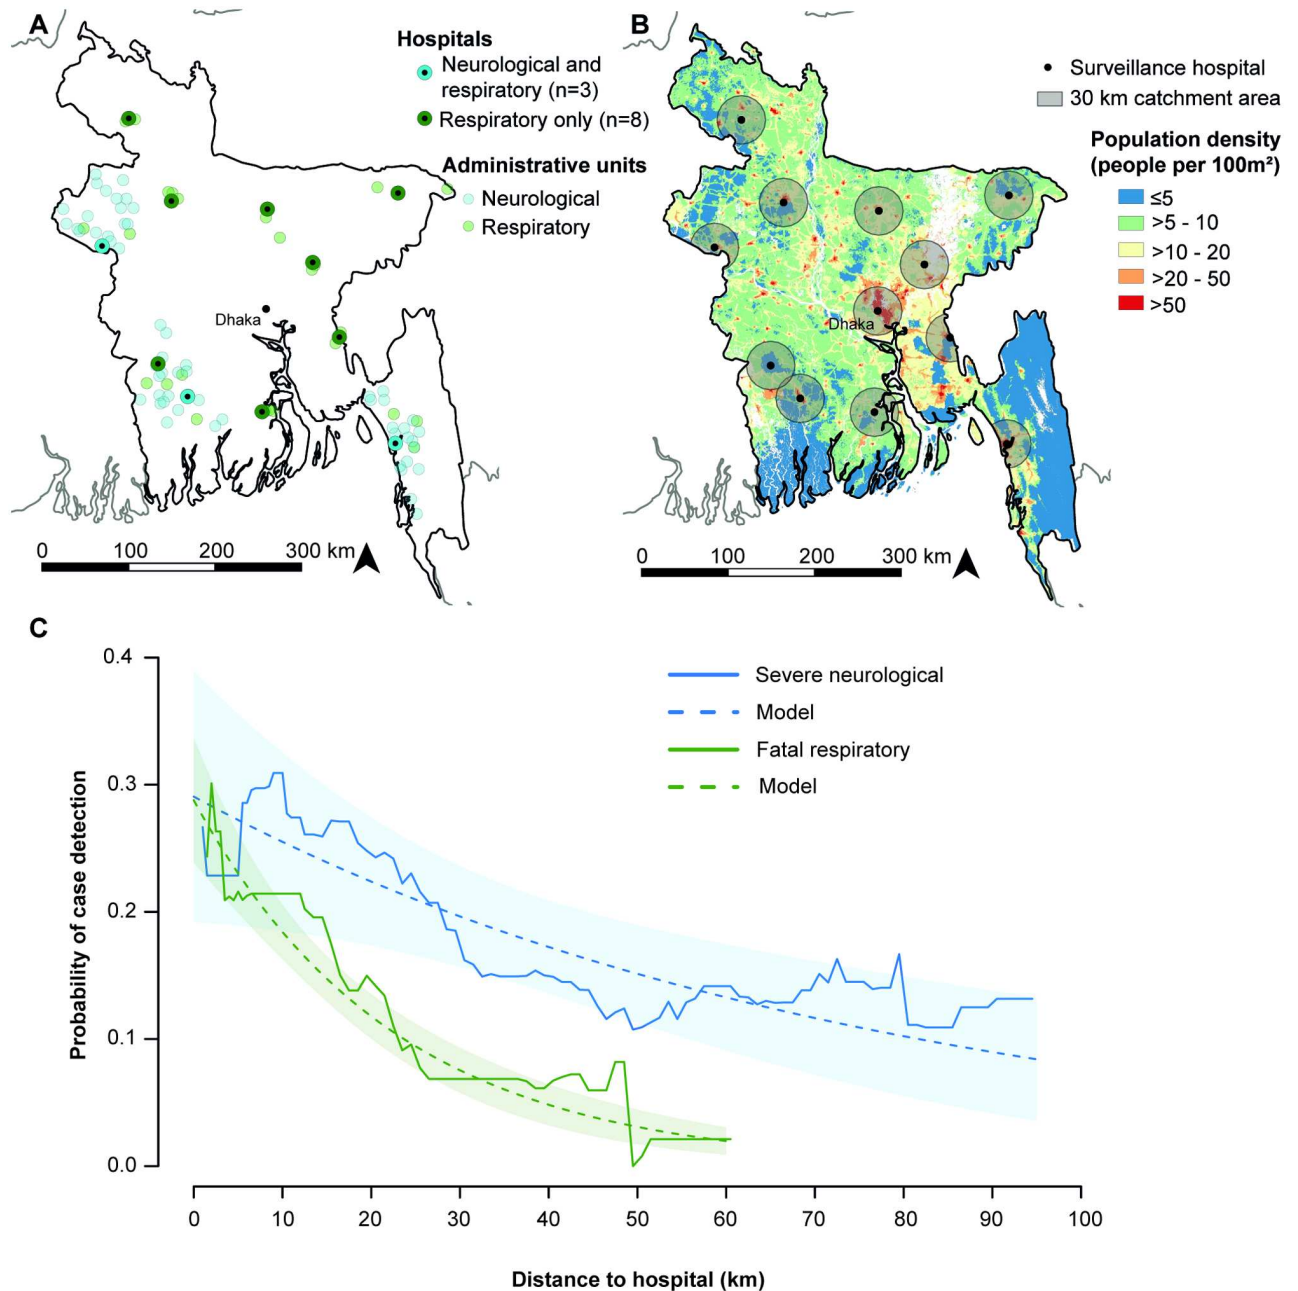 A
Hospitals
Neurological and
respiratory (n=3)
Respiratory only (n=8)
Administrative units
Neurological
Respiratory
Dhaka
0 100 200 300 km
B
Surveillance hospital
30 km catchment area
Population density
(people per 100m²)
≤5
>5 - 10
>10 - 20
>20 - 50
>50
Dhaka
0 100 200 300 km
C
Severe neurological
Model
Fatal respiratory
Model
Probability of case detection
0.4
0.3
0.2
0.1
0.0
0 10 20 30 40 50 60 70 80 90 100
Distance to hospital (km)